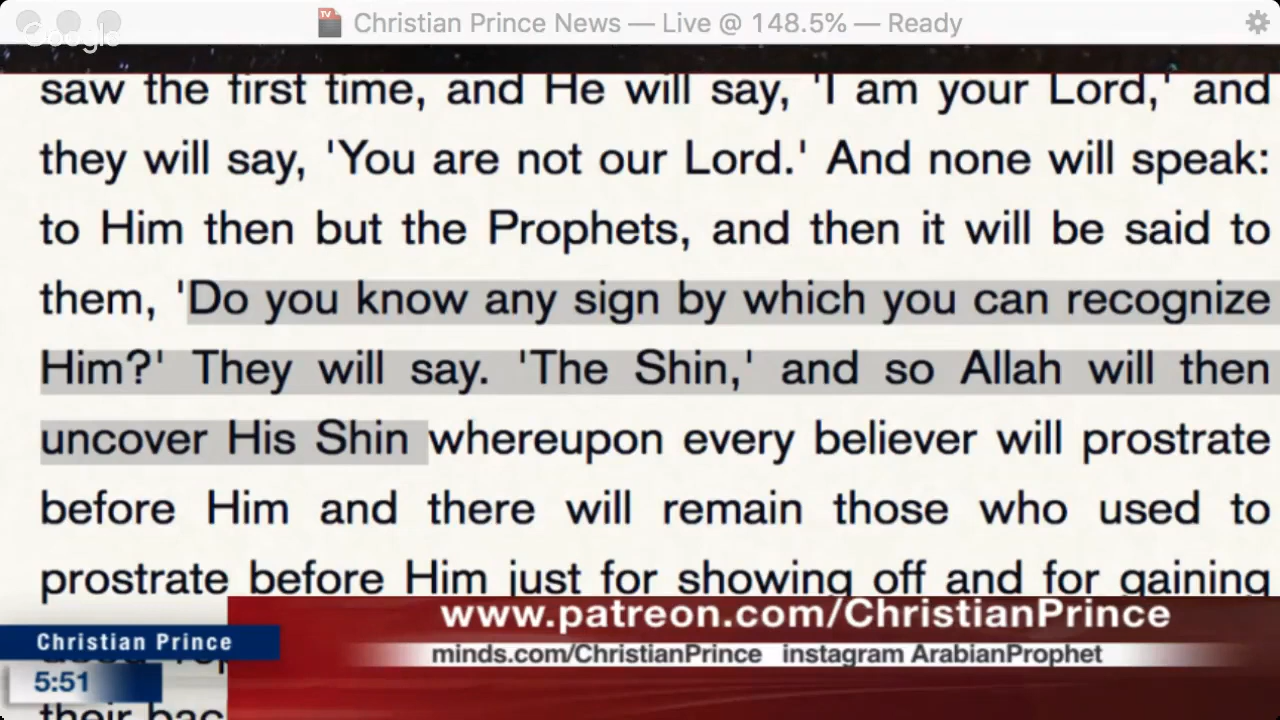 Christian Prince News — Live @ 148.5% — Ready
Google
saw the first time, and He will say, 'I am your Lord,' and
they will say, 'You are not our Lord.' And none will speak:
to Him then but the Prophets, and then it will be said to
them, 'Do you know any sign by which you can recognize
Him?' They will say. 'The Shin,' and so Allah will then
uncover His Shin whereupon every believer will prostrate
before Him and there will remain those who used to
prostrate before Him just for showing off and for gaining
www.patreon.com/ChristianPrince
Christian Prince
minds.com/ChristianPrince instagram ArabianProphet
5:51
their